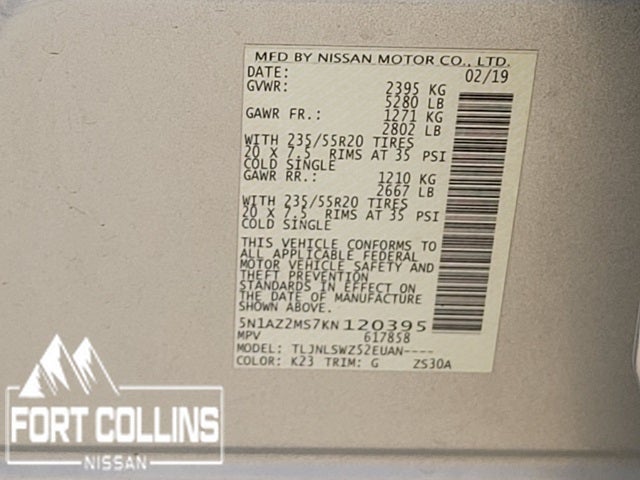 MFD BY NISSAN MOTOR CO., LTD.
DATE: 02/19
GVWR: 2395 KG
5280 LB
GAWR FR.: 1271 KG
2802 LB
WITH 235/55R20 TIRES
20 X 7.5 RIMS AT 35 PSI
COLD SINGLE
GAWR RR.: 1210 KG
2667 LB
WITH 235/55R20 TIRES
20 X 7.5 RIMS AT 35 PSI
COLD SINGLE
THIS VEHICLE CONFORMS TO
ALL APPLICABLE FEDERAL
MOTOR VEHICLE SAFETY AND
THEFT PREVENTION
STANDARDS IN EFFECT ON THE
DATE OF MANUFACTURE
SHOWN ABOVE.
5N1AZ2MS7KN120395
MPV 617858
MODEL: TLJNLSWZ52EUAN----
COLOR: K23 TRIM: G ZS30A
FORT COLLINS
NISSAN